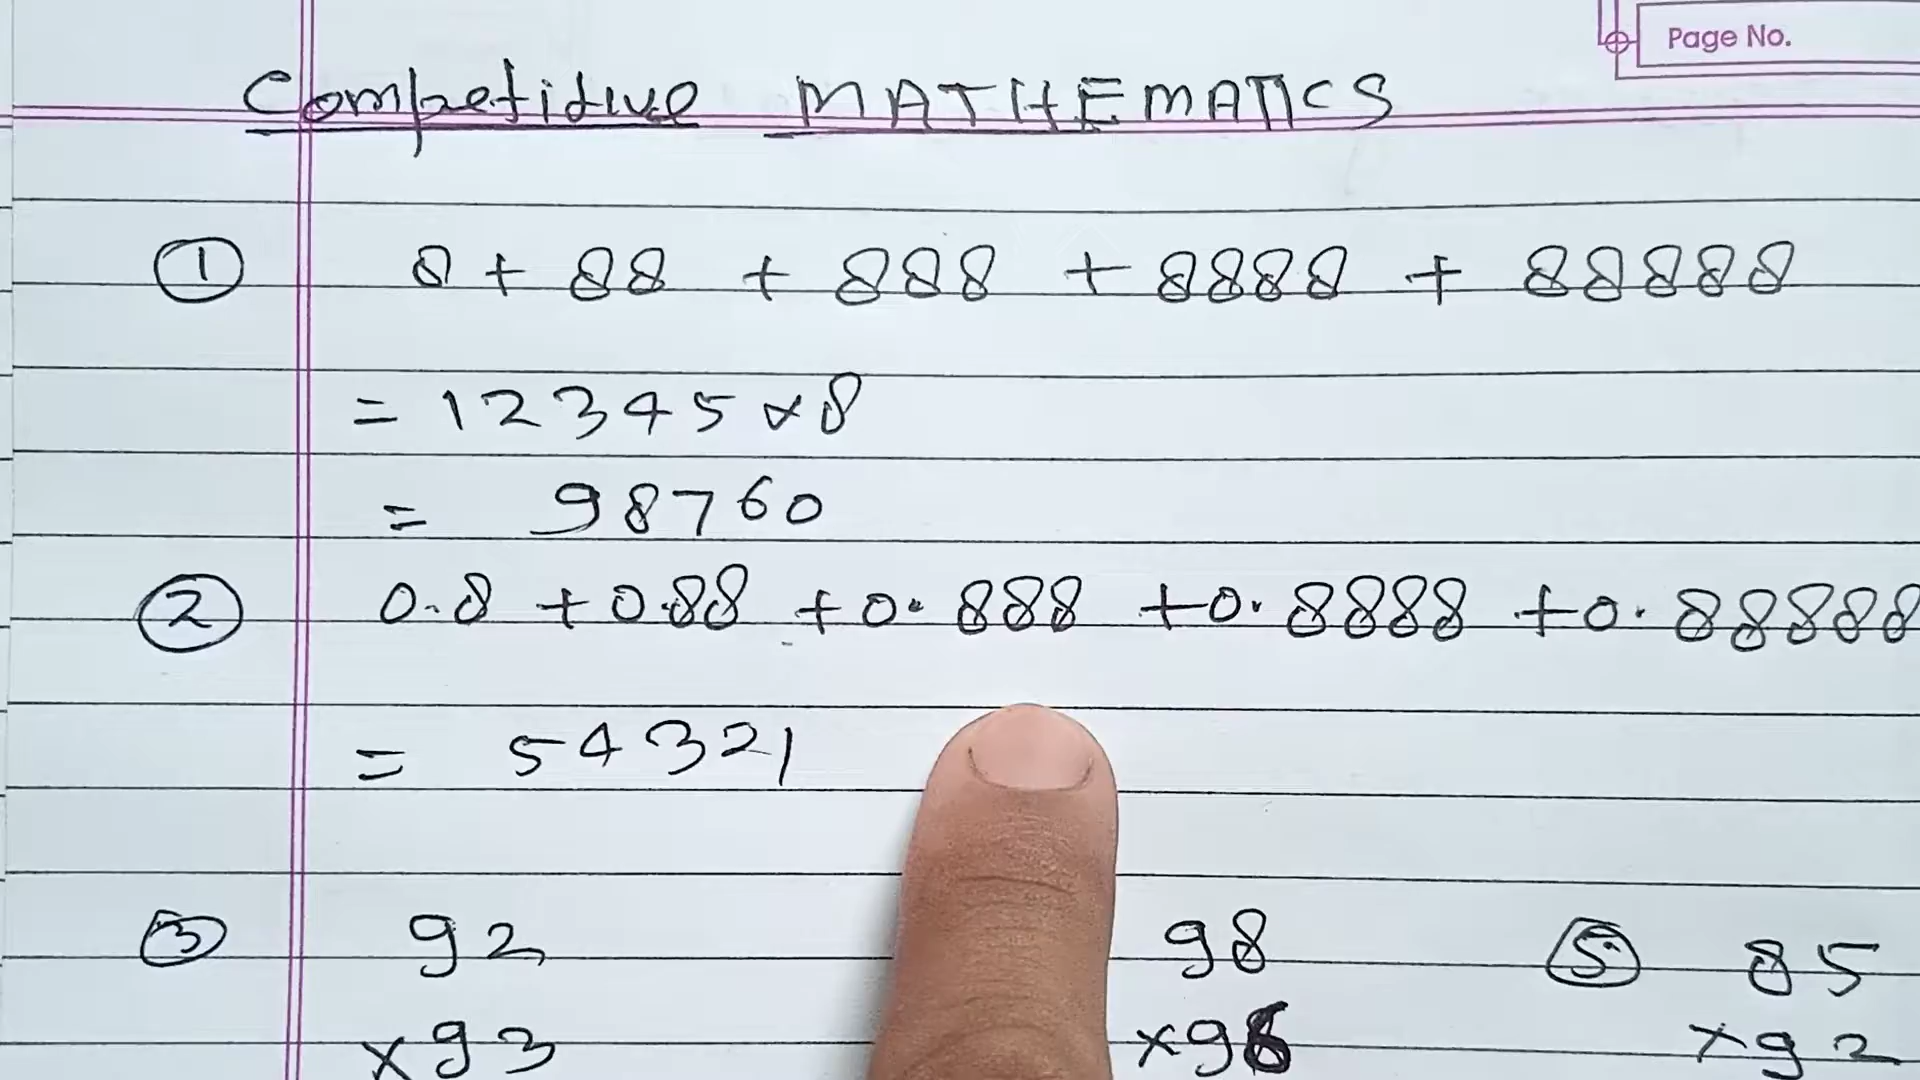 Page No.
Competitive MATHEMATICS
① 8 + 88 + 888 + 8888 + 88888
= 12345 × 8
= 98760
② 0.8 + 0.88 + 0.888 + 0.8888 + 0.88888
= 54321
③ 92 98 ⑤ 85
×93 ×96 ×92